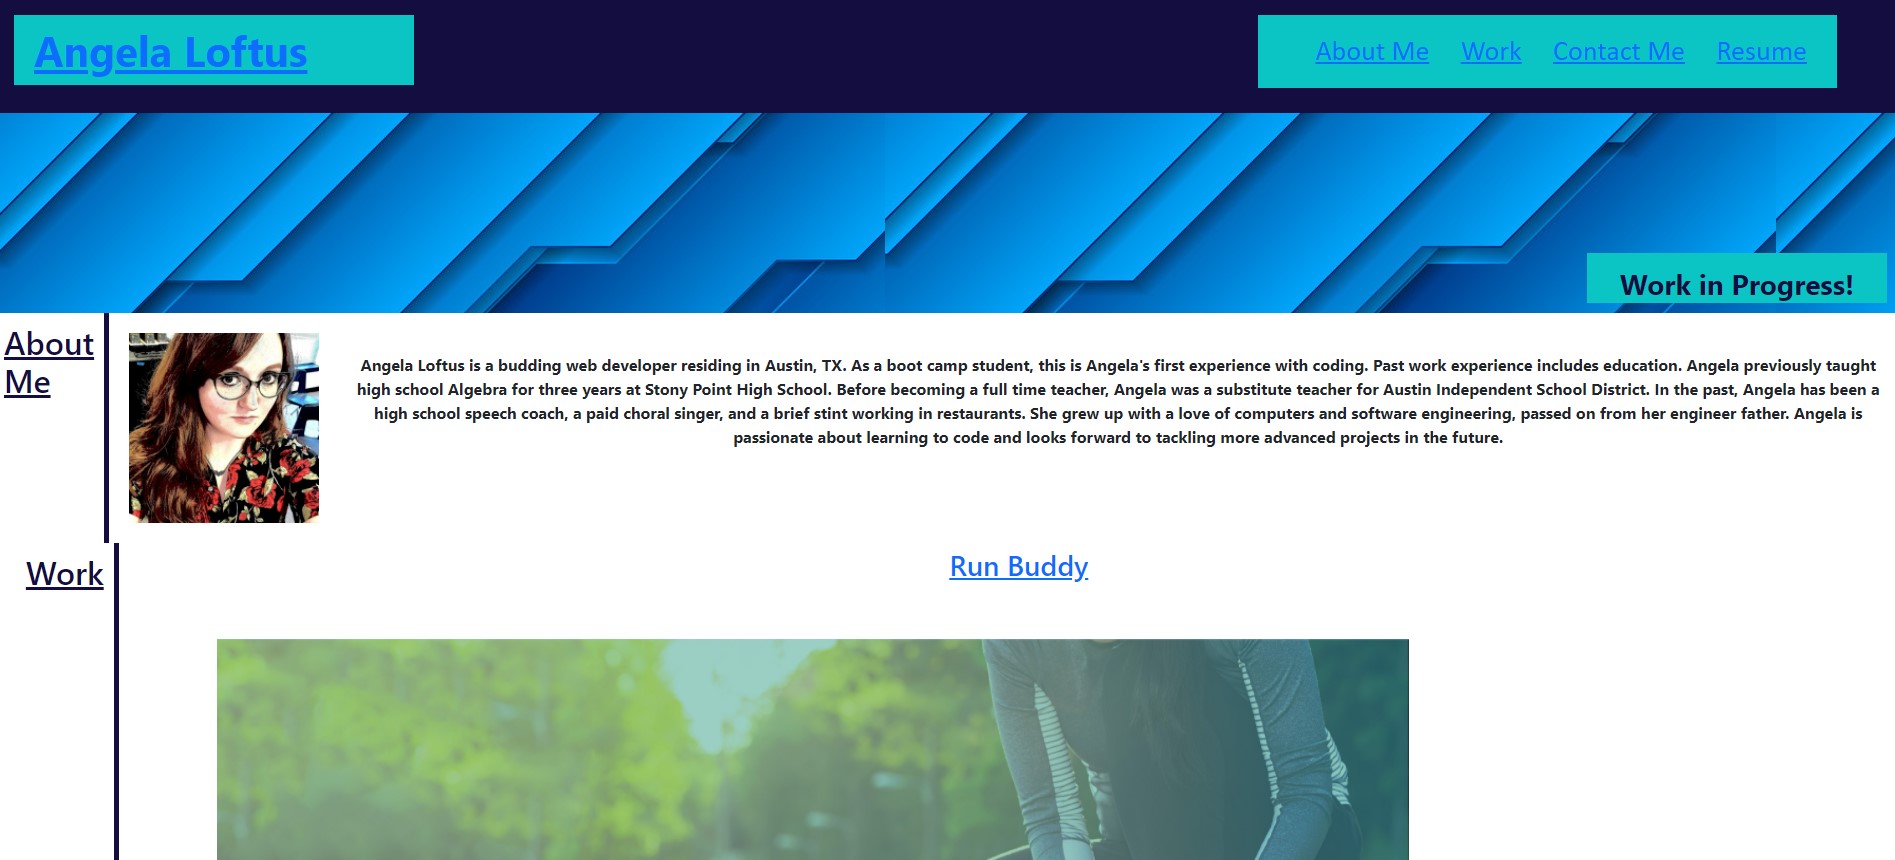 Angela Loftus
About Me Work Contact Me Resume
Work in Progress!
About
Me
Angela Loftus is a budding web developer residing in Austin, TX. As a boot camp student, this is Angela's first experience with coding. Past work experience includes education. Angela previously taught
high school Algebra for three years at Stony Point High School. Before becoming a full time teacher, Angela was a substitute teacher for Austin Independent School District. In the past, Angela has been a
high school speech coach, a paid choral singer, and a brief stint working in restaurants. She grew up with a love of computers and software engineering, passed on from her engineer father. Angela is
passionate about learning to code and looks forward to tackling more advanced projects in the future.
Work
Run Buddy